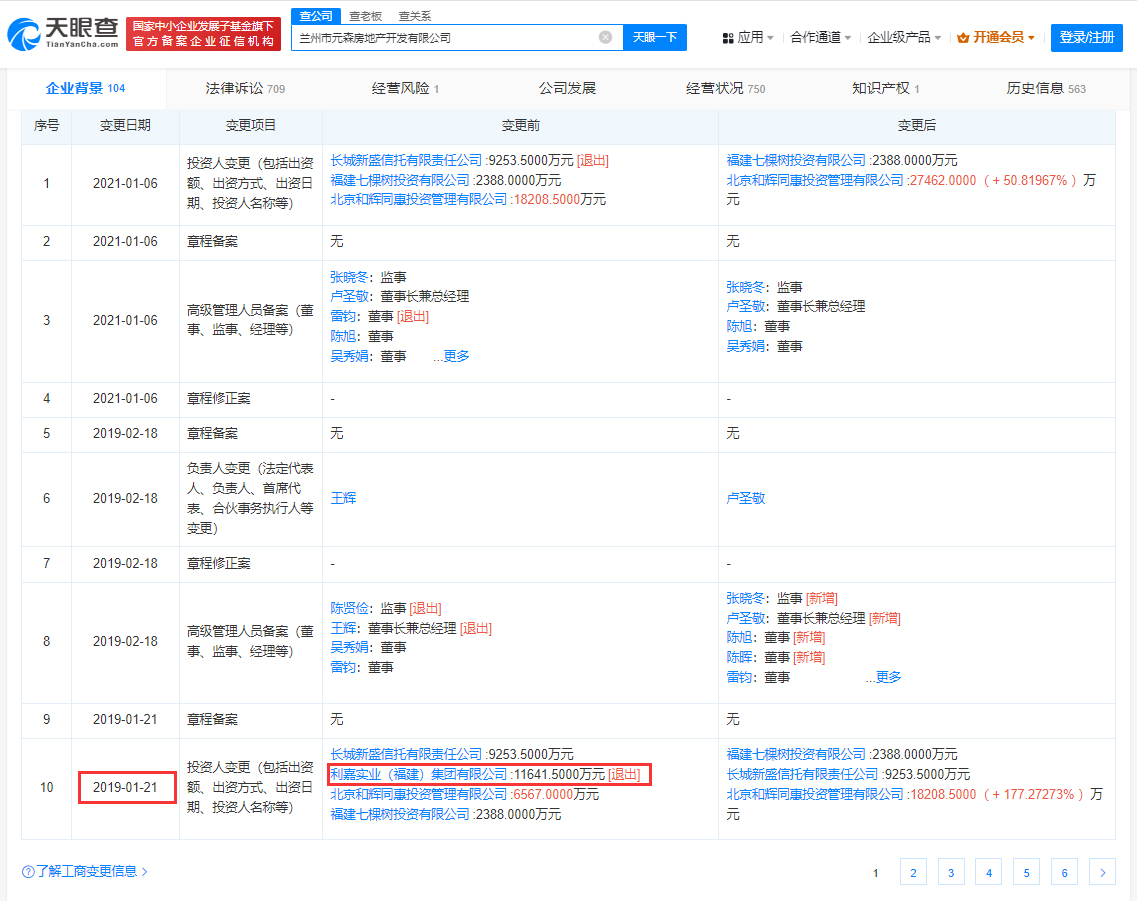 天眼查
TianYanCha.com
国家中小企业发展子基金旗下
官方备案企业征信机构
查公司 查老板 查关系
兰州市元森房地产开发有限公司
天眼一下
应用 合作通道 企业级产品 开通会员 登录/注册
企业背景 104 法律诉讼 709 经营风险 1 公司发展 经营状况 750 知识产权 1 历史信息 563
序号 变更日期 变更项目 变更前 变更后
1 2021-01-06
投资人变更（包括出资
额、出资方式、出资日
期、投资人名称等）
长城新盛信托有限责任公司 :9253.5000万元 [退出]
福建七棵树投资有限公司 :2388.0000万元
北京和辉同惠投资管理有限公司 :18208.5000万元
福建七棵树投资有限公司 :2388.0000万元
北京和辉同惠投资管理有限公司 :27462.0000（ + 50.81967% ）万
元
2 2021-01-06 章程备案 无 无
3 2021-01-06
高级管理人员备案（董
事、监事、经理等）
张晓冬：监事
卢圣敬：董事长兼总经理
雷钧：董事 [退出]
陈旭：董事
吴秀娟：董事 ...更多
张晓冬：监事
卢圣敬：董事长兼总经理
陈旭：董事
吴秀娟：董事
4 2021-01-06 章程修正案 - -
5 2019-02-18 章程备案 无 无
6 2019-02-18
负责人变更（法定代表
人、负责人、首席代
表、合伙事务执行人等
变更）
王辉 卢圣敬
7 2019-02-18 章程修正案 - -
8 2019-02-18
高级管理人员备案（董
事、监事、经理等）
陈贤俭：监事 [退出]
王辉：董事长兼总经理 [退出]
吴秀娟：董事
雷钧：董事
张晓冬：监事 [新增]
卢圣敬：董事长兼总经理 [新增]
陈旭：董事 [新增]
陈晖：董事 [新增]
雷钧：董事 ...更多
9 2019-01-21 章程备案 无 无
10 2019-01-21
投资人变更（包括出资
额、出资方式、出资日
期、投资人名称等）
长城新盛信托有限责任公司 :9253.5000万元
利嘉实业（福建）集团有限公司 :11641.5000万元 [退出]
北京和辉同惠投资管理有限公司 :6567.0000万元
福建七棵树投资有限公司 :2388.0000万元
福建七棵树投资有限公司 :2388.0000万元
长城新盛信托有限责任公司 :9253.5000万元
北京和辉同惠投资管理有限公司 :18208.5000（ + 177.27273% ）万
元
?了解工商变更信息 >
1 2 3 4 5 6 >